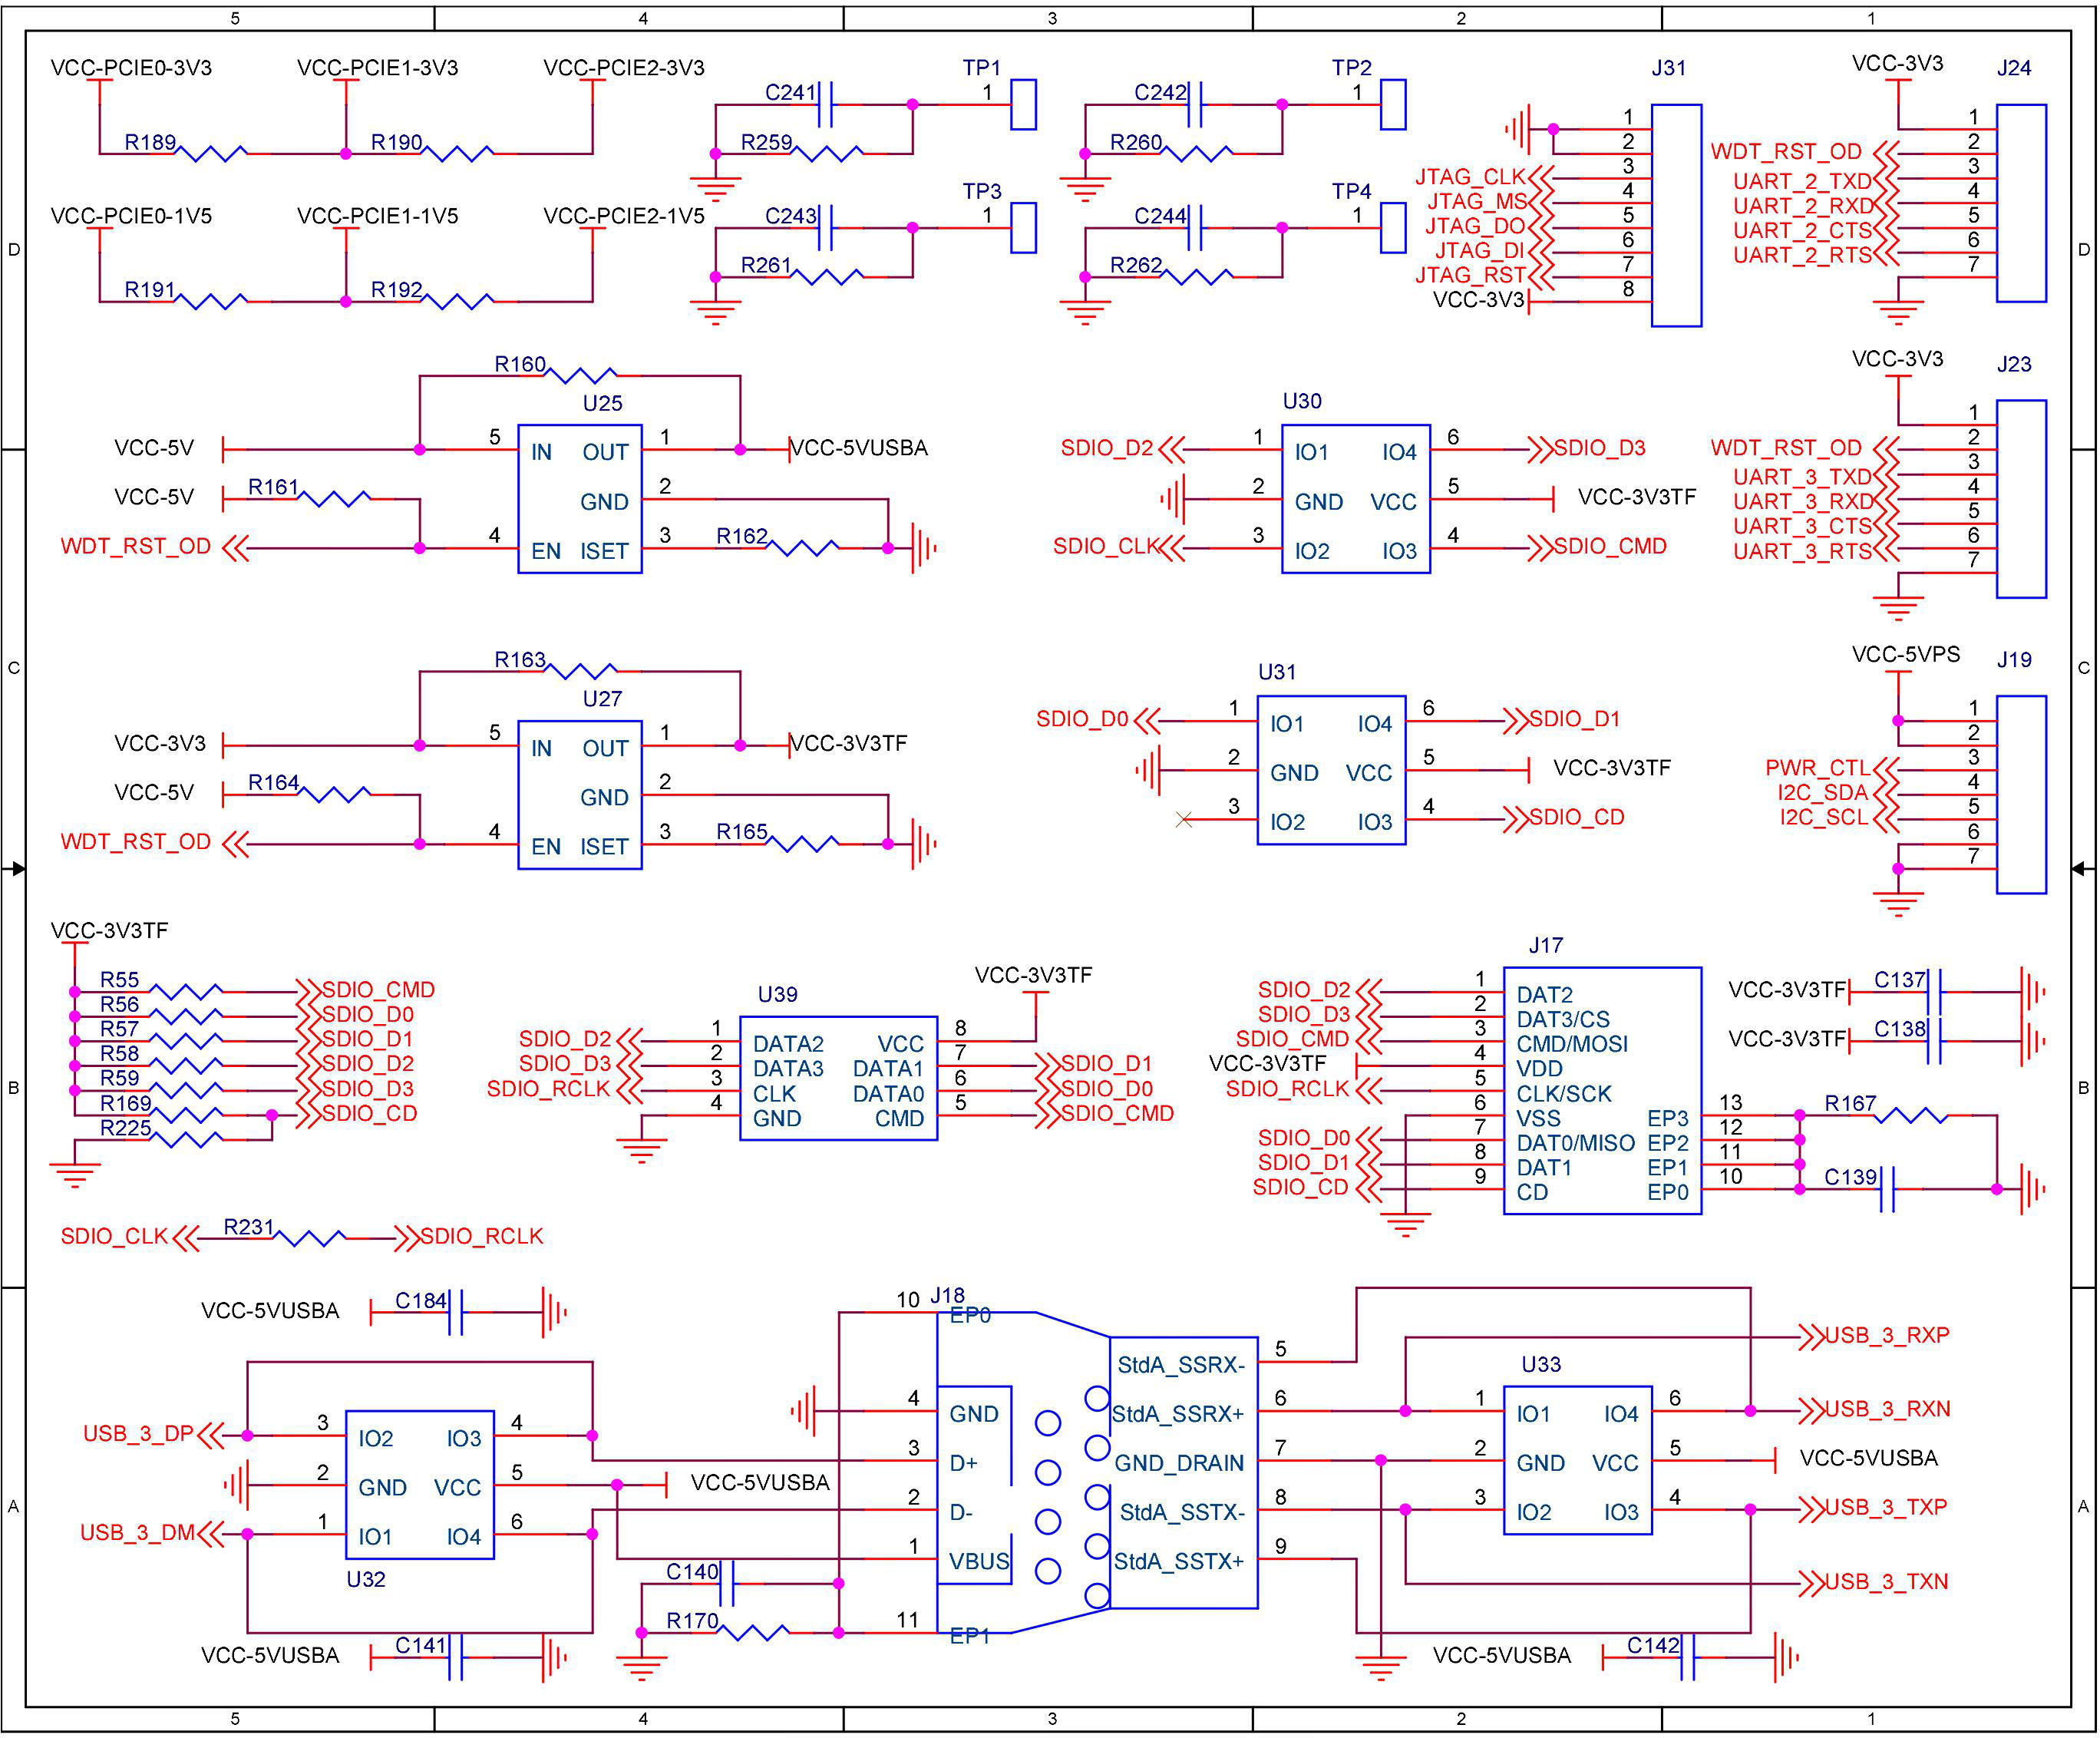 5 4 3 2 1
VCC-PCIE0-3V3 VCC-PCIE1-3V3 VCC-PCIE2-3V3
R189 R190
VCC-PCIE0-1V5 VCC-PCIE1-1V5 VCC-PCIE2-1V5
R191 R192
C241 1 TP1
R259
C242 1 TP2
R260
C243 1 TP3
R261
C244 1 TP4
R262
J31
1
2
JTAG_CLK 3
JTAG_MS 4
JTAG_DO 5
JTAG_DI 6
JTAG_RST 7
VCC-3V3 8
VCC-3V3 J24
1
WDT_RST_OD 2
UART_2_TXD 3
UART_2_RXD 4
UART_2_CTS 5
UART_2_RTS 6
7
D D
R160
U25
VCC-5V 5 IN OUT 1 VCC-5VUSBA
VCC-5V R161 GND 2
WDT_RST_OD 4 EN ISET 3 R162
U30
SDIO_D2 1 IO1 IO4 6 SDIO_D3
2 GND VCC 5 VCC-3V3TF
SDIO_CLK 3 IO2 IO3 4 SDIO_CMD
VCC-3V3 J23
1
WDT_RST_OD 2
UART_3_TXD 3
UART_3_RXD 4
UART_3_CTS 5
UART_3_RTS 6
7
C C
R163
U27
VCC-3V3 5 IN OUT 1 VCC-3V3TF
VCC-5V R164 GND 2
WDT_RST_OD 4 EN ISET 3 R165
U31
SDIO_D0 1 IO1 IO4 6 SDIO_D1
2 GND VCC 5 VCC-3V3TF
3 IO2 IO3 4 SDIO_CD
VCC-5VPS J19
1
2
PWR_CTL 3
I2C_SDA 4
I2C_SCL 5
6
7
VCC-3V3TF
R55 SDIO_CMD
R56 SDIO_D0
R57 SDIO_D1
R58 SDIO_D2
R59 SDIO_D3
R169 SDIO_CD
R225
SDIO_CLK R231 SDIO_RCLK
U39 VCC-3V3TF
SDIO_D2 1 DATA2 VCC 8
SDIO_D3 2 DATA3 DATA1 7 SDIO_D1
SDIO_RCLK 3 CLK DATA0 6 SDIO_D0
4 GND CMD 5 SDIO_CMD
J17
SDIO_D2 1 DAT2
SDIO_D3 2 DAT3/CS
SDIO_CMD 3 CMD/MOSI
VCC-3V3TF 4 VDD
SDIO_RCLK 5 CLK/SCK
6 VSS EP3 13 R167
SDIO_D0 7 DAT0/MISO EP2 12
SDIO_D1 8 DAT1 EP1 11
SDIO_CD 9 CD EP0 10 C139
VCC-3V3TF C137
VCC-3V3TF C138
B B
VCC-5VUSBA C184
USB_3_DP 3 IO2 IO3 4
2 GND VCC 5 VCC-5VUSBA
USB_3_DM 1 IO1 IO4 6
U32
VCC-5VUSBA C141
C140
R170
J18
10 EP0
4 GND
3 D+
2 D-
1 VBUS
11 EP1
StdA_SSRX- 5
StdA_SSRX+ 6
GND_DRAIN 7
StdA_SSTX- 8
StdA_SSTX+ 9
USB_3_RXP
U33
1 IO1 IO4 6 USB_3_RXN
2 GND VCC 5 VCC-5VUSBA
3 IO2 IO3 4 USB_3_TXP
USB_3_TXN
VCC-5VUSBA C142
A A
5 4 3 2 1